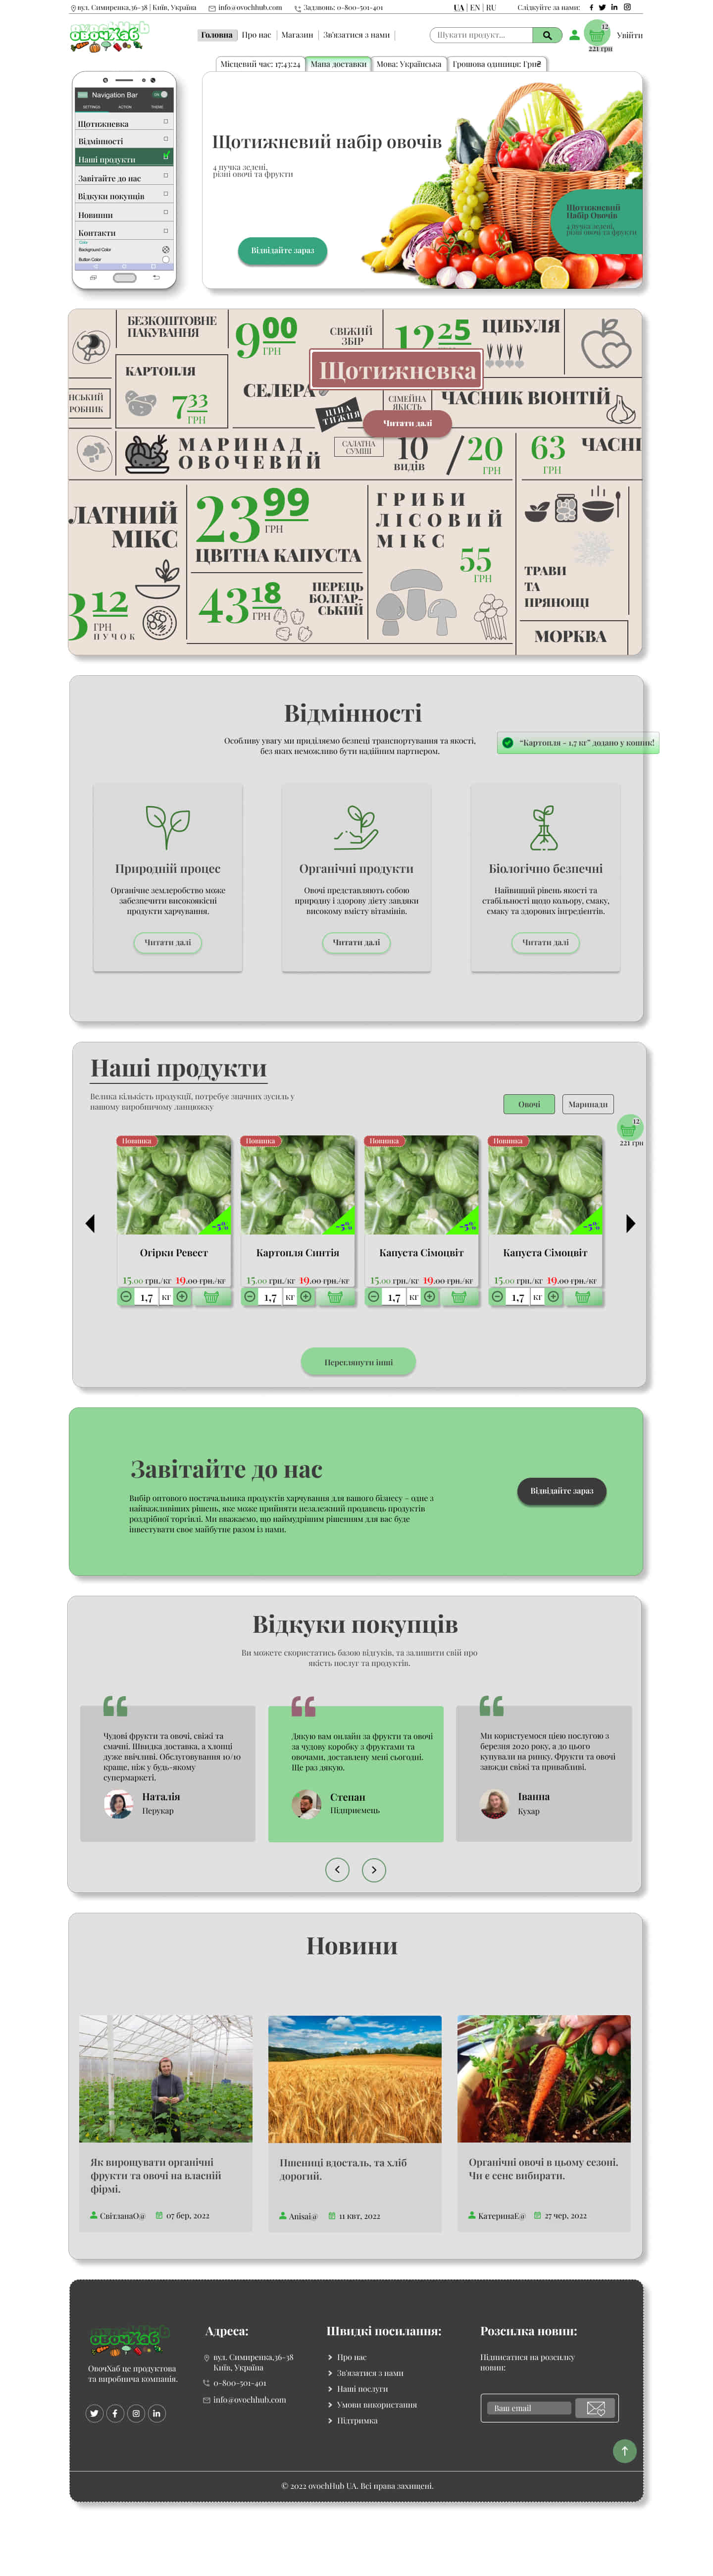 вул. Симиренка,36-38 | Київ, Україна
info@ovochhub.com
Задзвонь: 0-800-501-401
UA | EN | RU
Слідкуйте за нами:
ОвочХаб
Головна
Про нас
Магазин
Зв'язатися з нами
Шукати продукт...
12
221 грн
Увійти
Місцевий час: 17:43:24
Мапа доставки
Мова: Українська
Грошова одиниця: Грн₴
Navigation Bar
ON
SETTINGS
ACTION
THEME
Щотижневка
Відмінності
Наші продукти
Завітайте до нас
Відкуки покупців
Новини
Контакти
Color
Background Color
Button Color
Щотижневий набір овочів
4 пучка зелені,
різні овочі та фрукти
Відвідайте зараз
Щотижневий
Набір Овочів
4 пучка зелені,
різні овочі та фрукти
БЕЗКОШТОВНЕ
ПАКУВАННЯ
9 00
ГРН
СВІЖИЙ
ЗБІР
12 25
ЦИБУЛЯ
КАРТОПЛЯ
7 33
ГРН
СЕЛЕРА
Щотижневка
НСЬКИЙ
РОБНИК
ЦІНА
ТИЖНЯ
СІМЕЙНА
ЯКІСТЬ
ЧАСНИК ВІОНТІЙ
Читати далі
МАРИНАД
ОВОЧЕВИЙ
САЛАТНА
СУМІШ
10
видів
20
ГРН
63
ГРН
ЧАСНІ
ЛАТНИЙ
МІКС
23 99
ГРН
ЦВІТНА КАПУСТА
ГРИБИ
ЛІСОВИЙ
МІКС
55
ГРН
3 12
ГРН
ПУЧОК
43 18
ГРН
ПЕРЕЦЬ
БОЛГАР-
СЬКИЙ
ТРАВИ
ТА
ПРЯНОЩІ
МОРКВА
Відмінності
Особливу увагу ми приділяємо безпеці транспортування та якості,
без яких неможливо бути надійним партнером.
“Картопля - 1,7 кг” додано у кошик!
Природній процес
Органічне землеробство може
забезпечити високоякісні
продукти харчування.
Читати далі
Органічні продукти
Овочі представляють собою
природну і здорову дієту завдяки
високому вмісту вітамінів.
Читати далі
Біологічно безпечні
Найвищий рівень якості та
стабільності щодо кольору, смаку,
смаку та здорових інгредієнтів.
Читати далі
Наші продукти
Велика кількість продукції, потребує значних зусиль у
нашому виробничому ланцюжку
Овочі
Маринади
12
221 грн
Новинка
Новинка
Новинка
Новинка
-5%
-5%
-5%
-5%
Огірки Ревест
Картопля Синтія
Капуста Сімоцвіт
Капуста Сімоцвіт
15.00 грн./кг 19.00 грн./кг
15.00 грн./кг 19.00 грн./кг
15.00 грн./кг 19.00 грн./кг
15.00 грн./кг 19.00 грн./кг
1,7 кг
1,7 кг
1,7 кг
1,7 кг
Переглянути інші
Завітайте до нас
Вибір оптового постачальника продуктів харчування для вашого бізнесу – одне з
найважливіших рішень, яке може прийняти незалежний продавець продуктів
роздрібної торгівлі. Ми вважаємо, що наймудрішим рішенням для вас буде
інвестувати своє майбутнє разом із нами.
Відвідайте зараз
Відкуки покупців
Ви можете скористатись базою відгуків, та залишити свій про
якість послуг та продуктів.
Чудові фрукти та овочі, свіжі та
смачні. Швидка доставка, а хлопці
дуже ввічливі. Обслуговування 10/10
краще, ніж у будь-якому
супермаркеті.
Наталія
Перукар
Дякую вам онлайн за фрукти та овочі
за чудову коробку з фруктами та
овочами, доставлену мені сьогодні.
Ще раз дякую.
Степан
Підприємець
Ми користуємося цією послугою з
березня 2020 року, а до цього
купували на ринку. Фрукти та овочі
завжди свіжі та привабливі.
Іванна
Кухар
Новини
Як вирощувати органічні
фрукти та овочі на власній
фірмі.
СвітланаО@
07 бер, 2022
Пшениці вдосталь, та хліб
дорогий.
Anisai@
11 квт, 2022
Органічні овочі в цьому сезоні.
Чи є сенс вибирати.
КатеринаЕ@
27 чер, 2022
ОвочХаб
ОвочХаб це продуктова
та виробнича компанія.
Адреса:
вул. Симиренка,36-38
Київ, Україна
0-800-501-401
info@ovochhub.com
Швидкі посилання:
Про нас
Зв'язатися з нами
Наші послуги
Умови використання
Підтримка
Розсилка новин:
Підписатися на розсилку
новин:
Ваш email
© 2022 ovochHub UA. Всі права захищені.